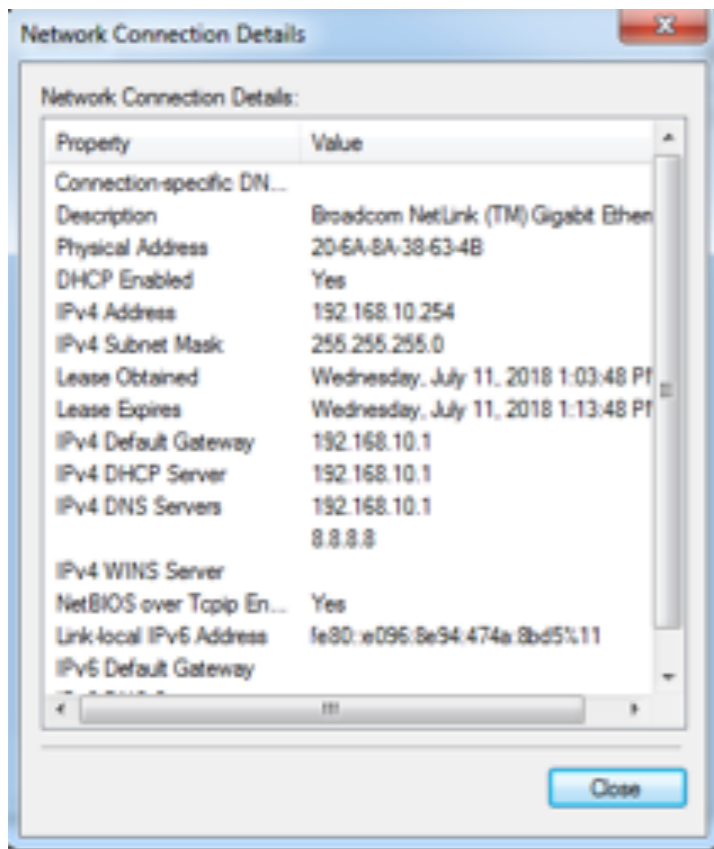 Network Connection Details
Network Connection Details:
Property Value
Connection-specific DN...
Description Broadcom NetLink (TM) Gigabit Ethern
Physical Address 20-6A-8A-38-63-4B
DHCP Enabled Yes
IPv4 Address 192.168.10.254
IPv4 Subnet Mask 255.255.255.0
Lease Obtained Wednesday, July 11, 2018 1:03:48 PM
Lease Expires Wednesday, July 11, 2018 1:13:48 PM
IPv4 Default Gateway 192.168.10.1
IPv4 DHCP Server 192.168.10.1
IPv4 DNS Servers 192.168.10.1
8.8.8.8
IPv4 WINS Server
NetBIOS over Tcpip En... Yes
Link-local IPv6 Address fe80::e096:8e94:474a:8bd5%11
IPv6 Default Gateway
Close